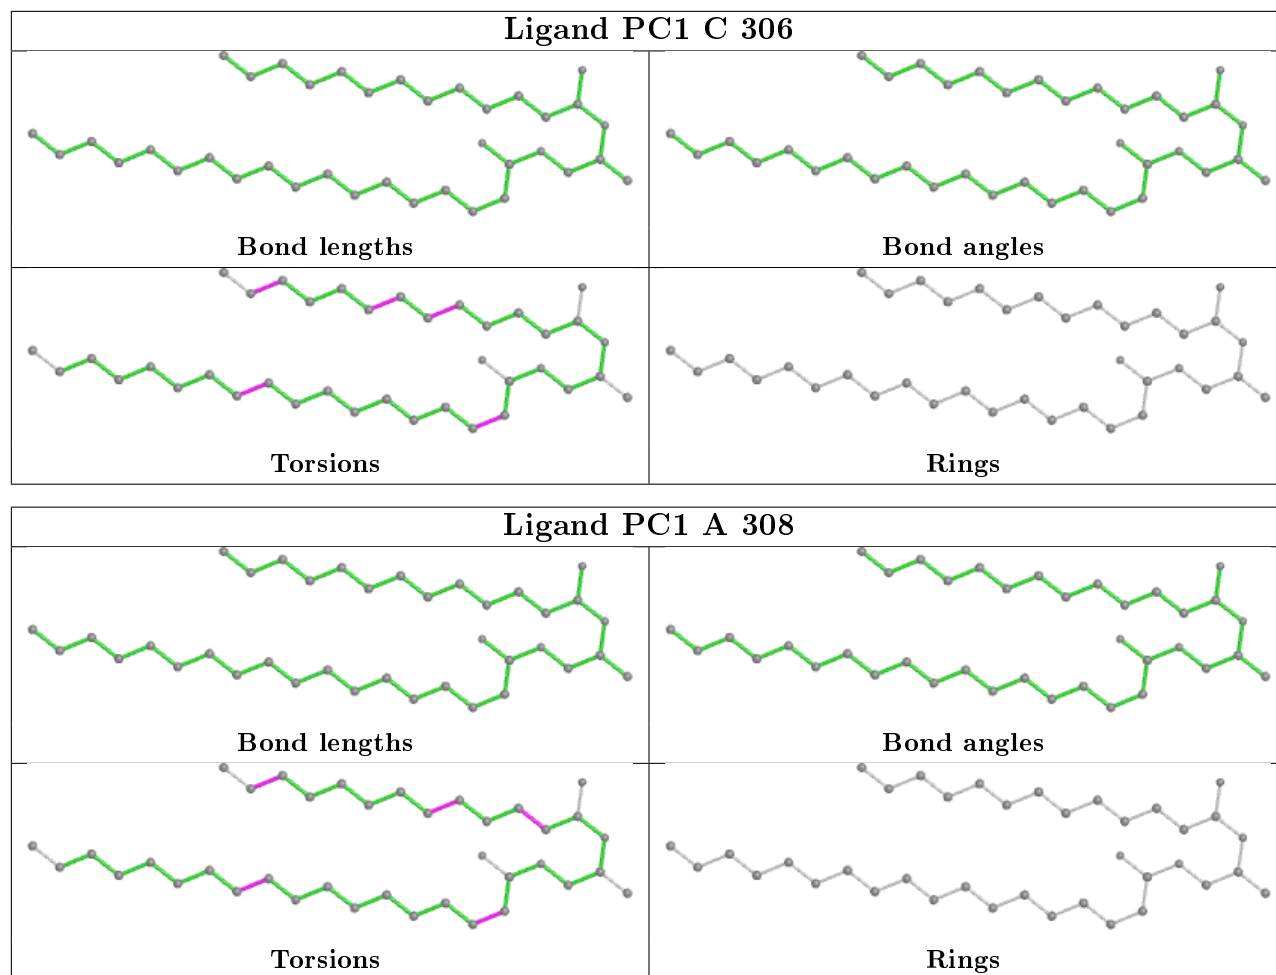 Ligand PC1 C 306
Bond lengths
Bond angles
Torsions
Rings
Ligand PC1 A 308
Bond lengths
Bond angles
Torsions
Rings